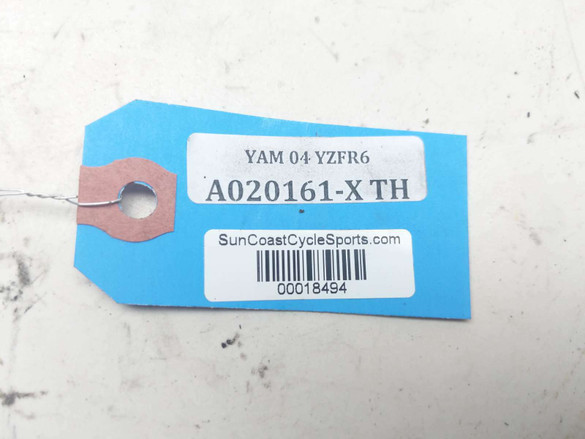 YAM 04 YZFR6
A020161-X TH
SunCoastCycleSports.com
00018494